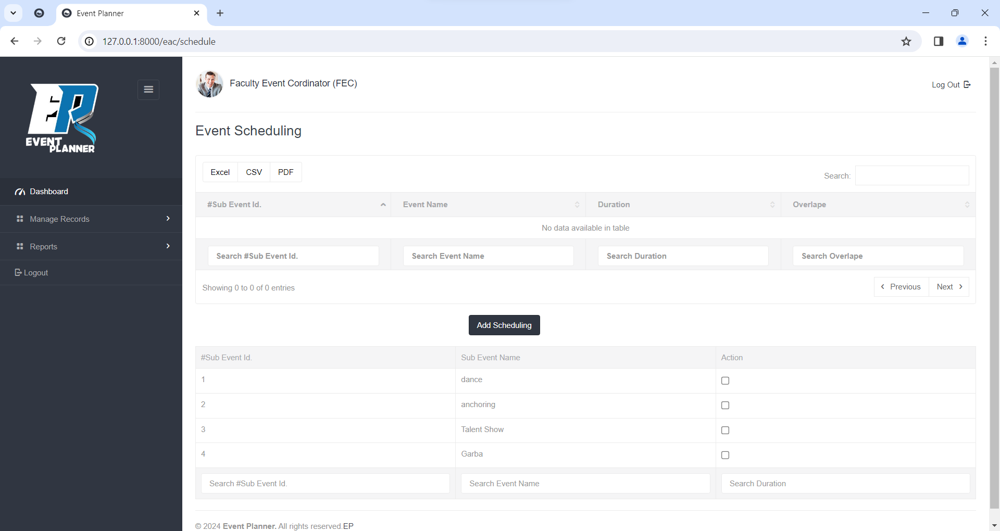 Event Planner
127.0.0.1:8000/eac/schedule
EP
EVENT
PLANNER
Faculty Event Cordinator (FEC)
Log Out
Event Scheduling
Dashboard
Manage Records
Reports
Logout
Excel CSV PDF
Search:
#Sub Event Id. Event Name Duration Overlape
No data available in table
Search #Sub Event Id. Search Event Name Search Duration Search Overlape
Showing 0 to 0 of 0 entries
Previous Next
Add Scheduling
#Sub Event Id. Sub Event Name Action
1 dance
2 anchoring
3 Talent Show
4 Garba
Search #Sub Event Id. Search Event Name Search Duration
© 2024 Event Planner. All rights reserved.EP